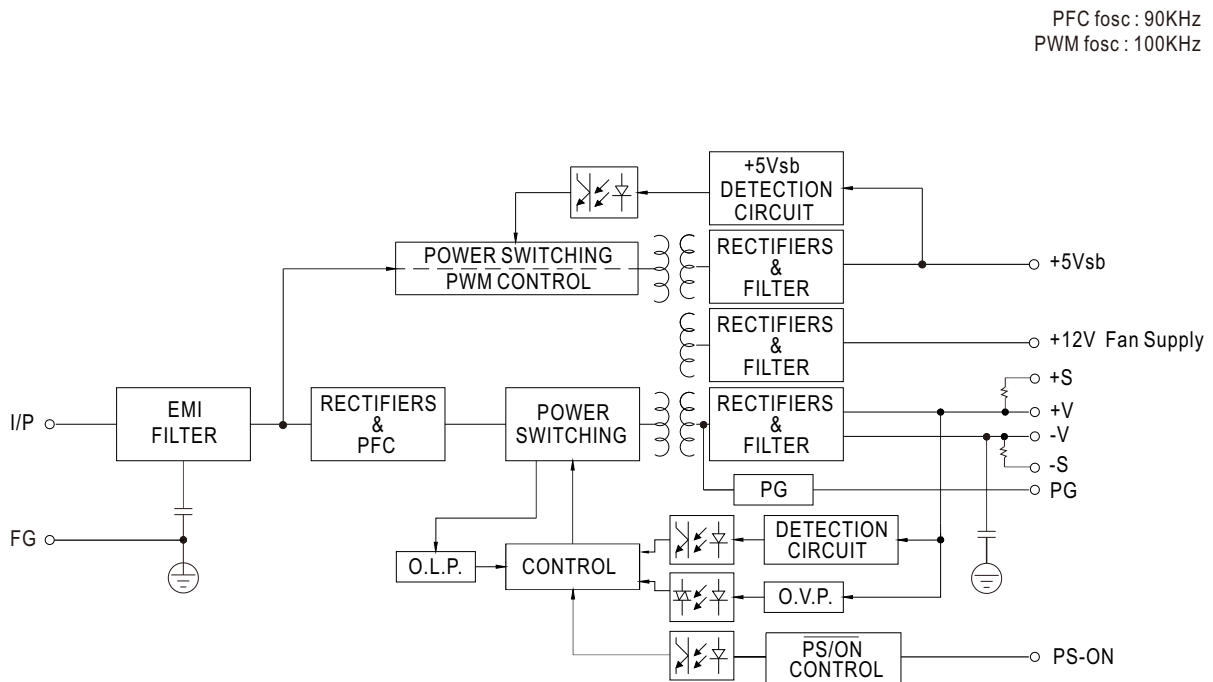 PFC fosc : 90KHz
PWM fosc : 100KHz
+5Vsb
DETECTION
CIRCUIT
POWER SWITCHING
PWM CONTROL
RECTIFIERS
&
FILTER
+5Vsb
RECTIFIERS
&
FILTER
+12V Fan Supply
I/P
EMI
FILTER
RECTIFIERS
&
PFC
POWER
SWITCHING
RECTIFIERS
&
FILTER
+S
+V
-V
-S
PG
PG
FG
O.L.P.
CONTROL
DETECTION
CIRCUIT
O.V.P.
PS/ON
CONTROL
PS-ON